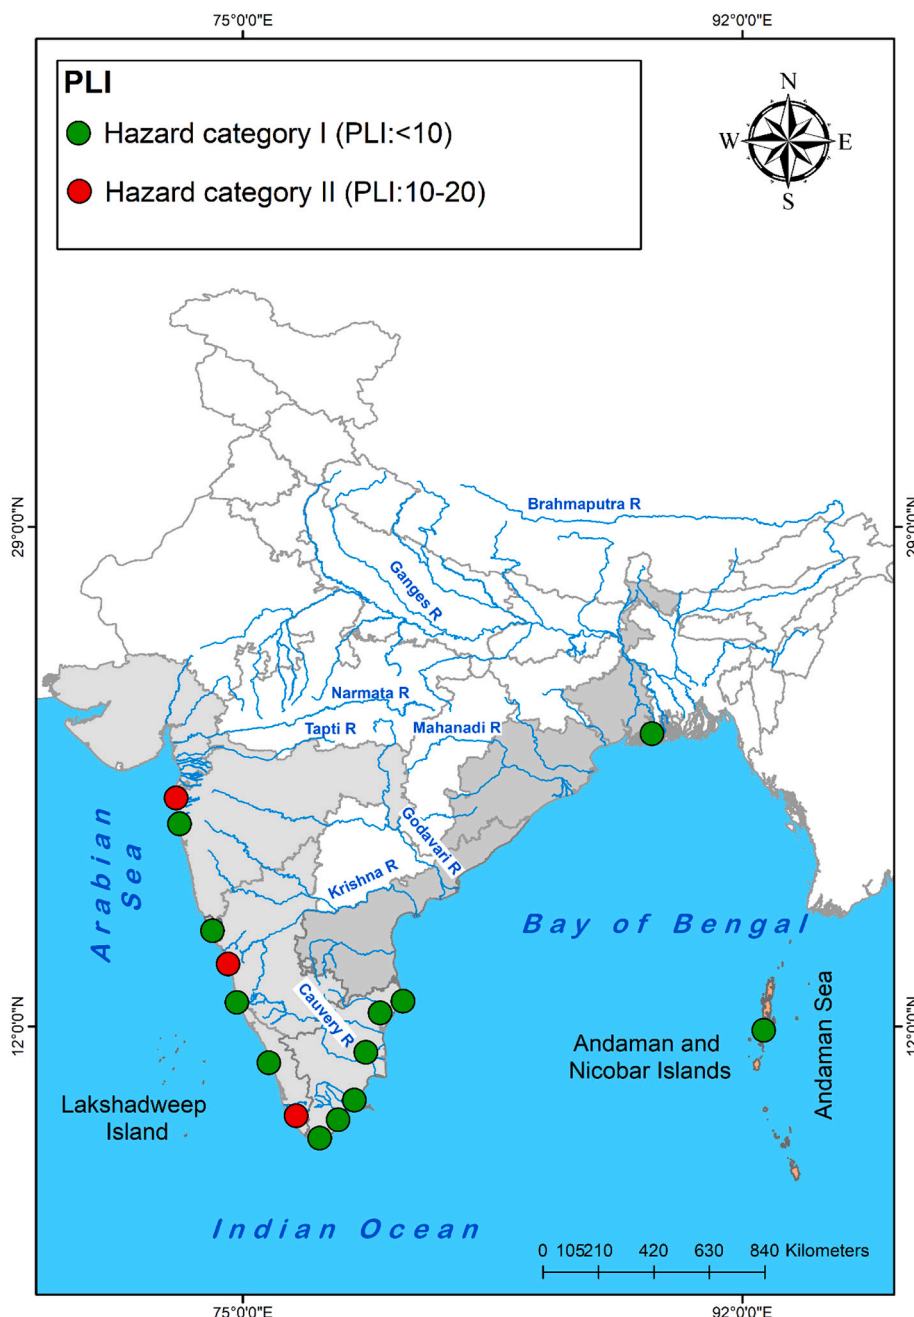 75°0'0"E
92°0'0"E
PLI
Hazard category I (PLI:<10)
Hazard category II (PLI:10-20)
N
W
E
S
29°0'0"N
29°0'0"N
Brahmaputra R
Ganges R
Narmata R
Tapti R
Mahanadi R
Godavari R
Krishna R
Arabian
Sea
Bay of Bengal
Cauvery R
12°0'0"N
12°0'0"N
Andaman and
Nicobar Islands
Andaman Sea
Lakshadweep
Island
Indian Ocean
0 105210 420 630 840 Kilometers
75°0'0"E
92°0'0"E